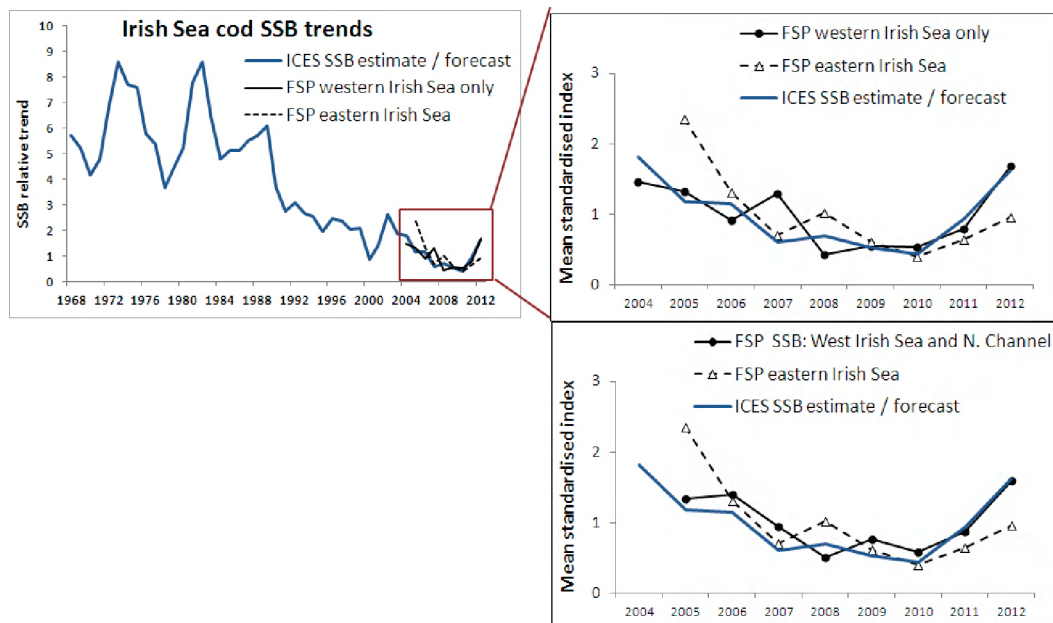 Irish Sea cod SSB trends
ICES SSB estimate / forecast
FSP western Irish Sea only
FSP eastern Irish Sea
SSB relative trend
10
9
8
7
6
5
4
3
2
1
0
1968 1972 1976 1980 1984 1988 1992 1996 2000 2004 2008 2012
FSP western Irish Sea only
FSP eastern Irish Sea
ICES SSB estimate / forecast
Mean standardised index
3
2
1
0
2004 2005 2006 2007 2008 2009 2010 2011 2012
FSP SSB: West Irish Sea and N. Channel
FSP eastern Irish Sea
ICES SSB estimate / forecast
Mean standardised index
3
2
1
0
2004 2005 2006 2007 2008 2009 2010 2011 2012